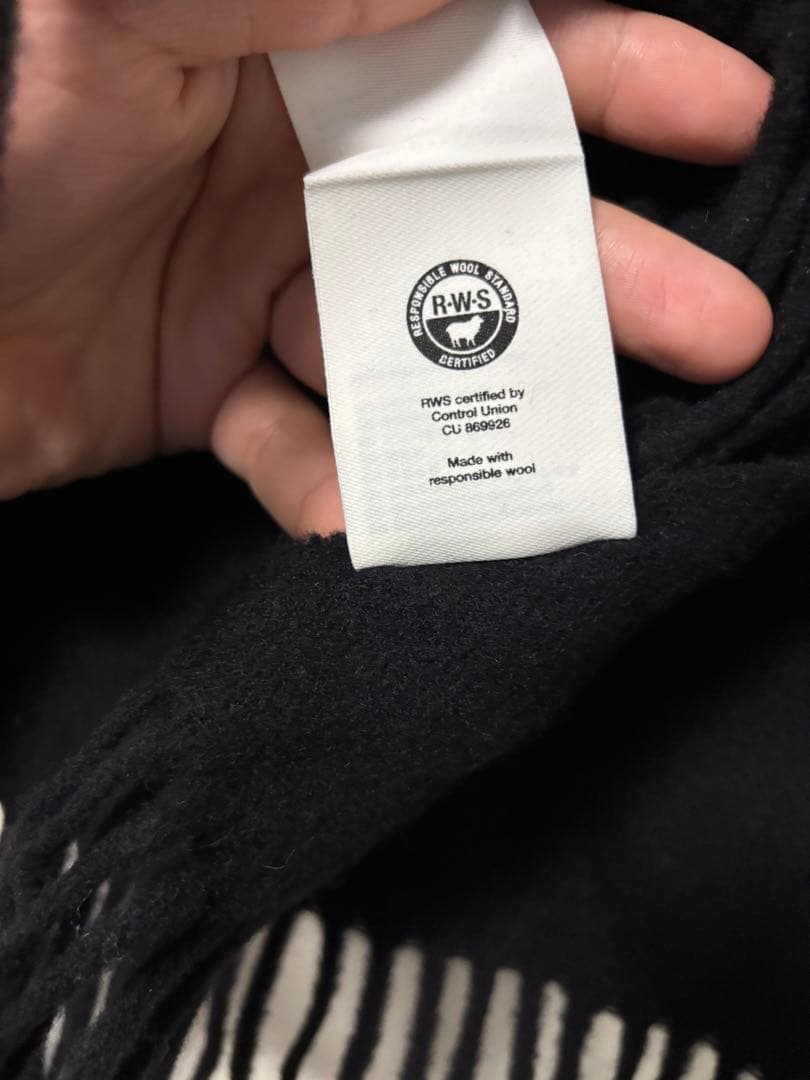 RESPONSIBLE WOOL STANDARD
R·W·S
CERTIFIED
RWS certified by
Control Union
CU 869926
Made with
responsible wool